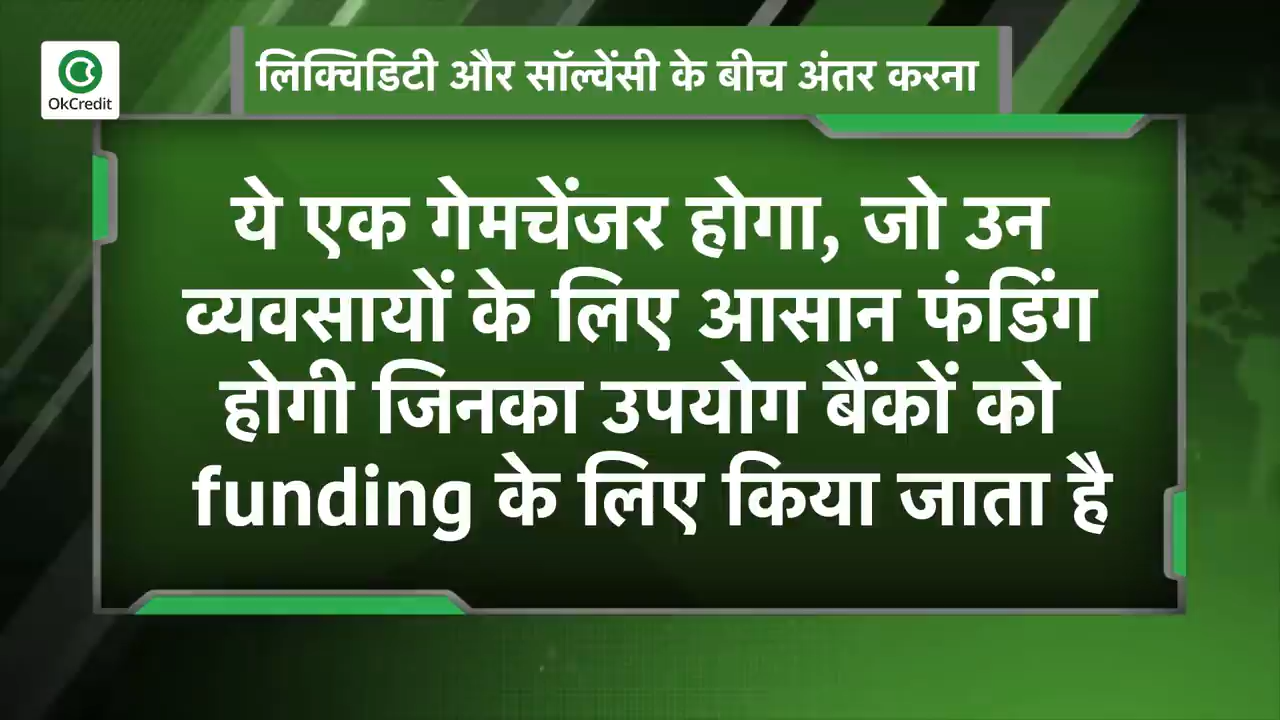 OkCredit
लिक्विडिटी और सॉल्वेंसी के बीच अंतर करना
ये एक गेमचेंजर होगा, जो उन
व्यवसायों के लिए आसान फंडिंग
होगी जिनका उपयोग बैंकों को
funding के लिए किया जाता है